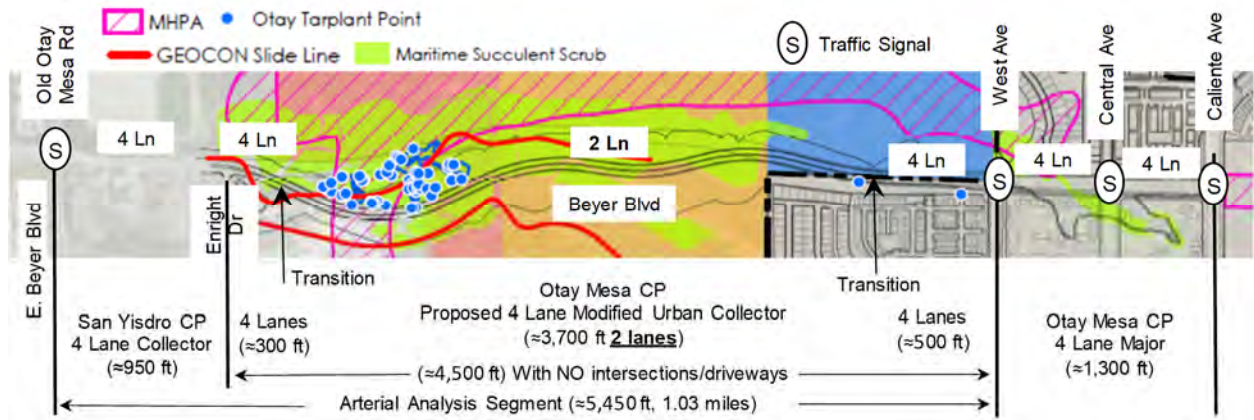 MHPA
Otay Tarplant Point
GEOCON Slide Line
Maritime Succulent Scrub
S Traffic Signal
Old Otay
Mesa Rd
West Ave
Central Ave
Caliente Ave
S
4 Ln
4 Ln
2 Ln
4 Ln
4 Ln
4 Ln
S
S
S
Beyer Blvd
E. Beyer Blvd
Enright
Dr
Transition
Transition
San Yisdro CP
4 Lane Collector
(≈950 ft)
4 Lanes
(≈300 ft)
Otay Mesa CP
Proposed 4 Lane Modified Urban Collector
(≈3,700 ft 2 lanes)
4 Lanes
(≈500 ft)
Otay Mesa CP
4 Lane Major
(≈1,300 ft)
(≈4,500 ft) With NO intersections/driveways
Arterial Analysis Segment (≈5,450 ft, 1.03 miles)